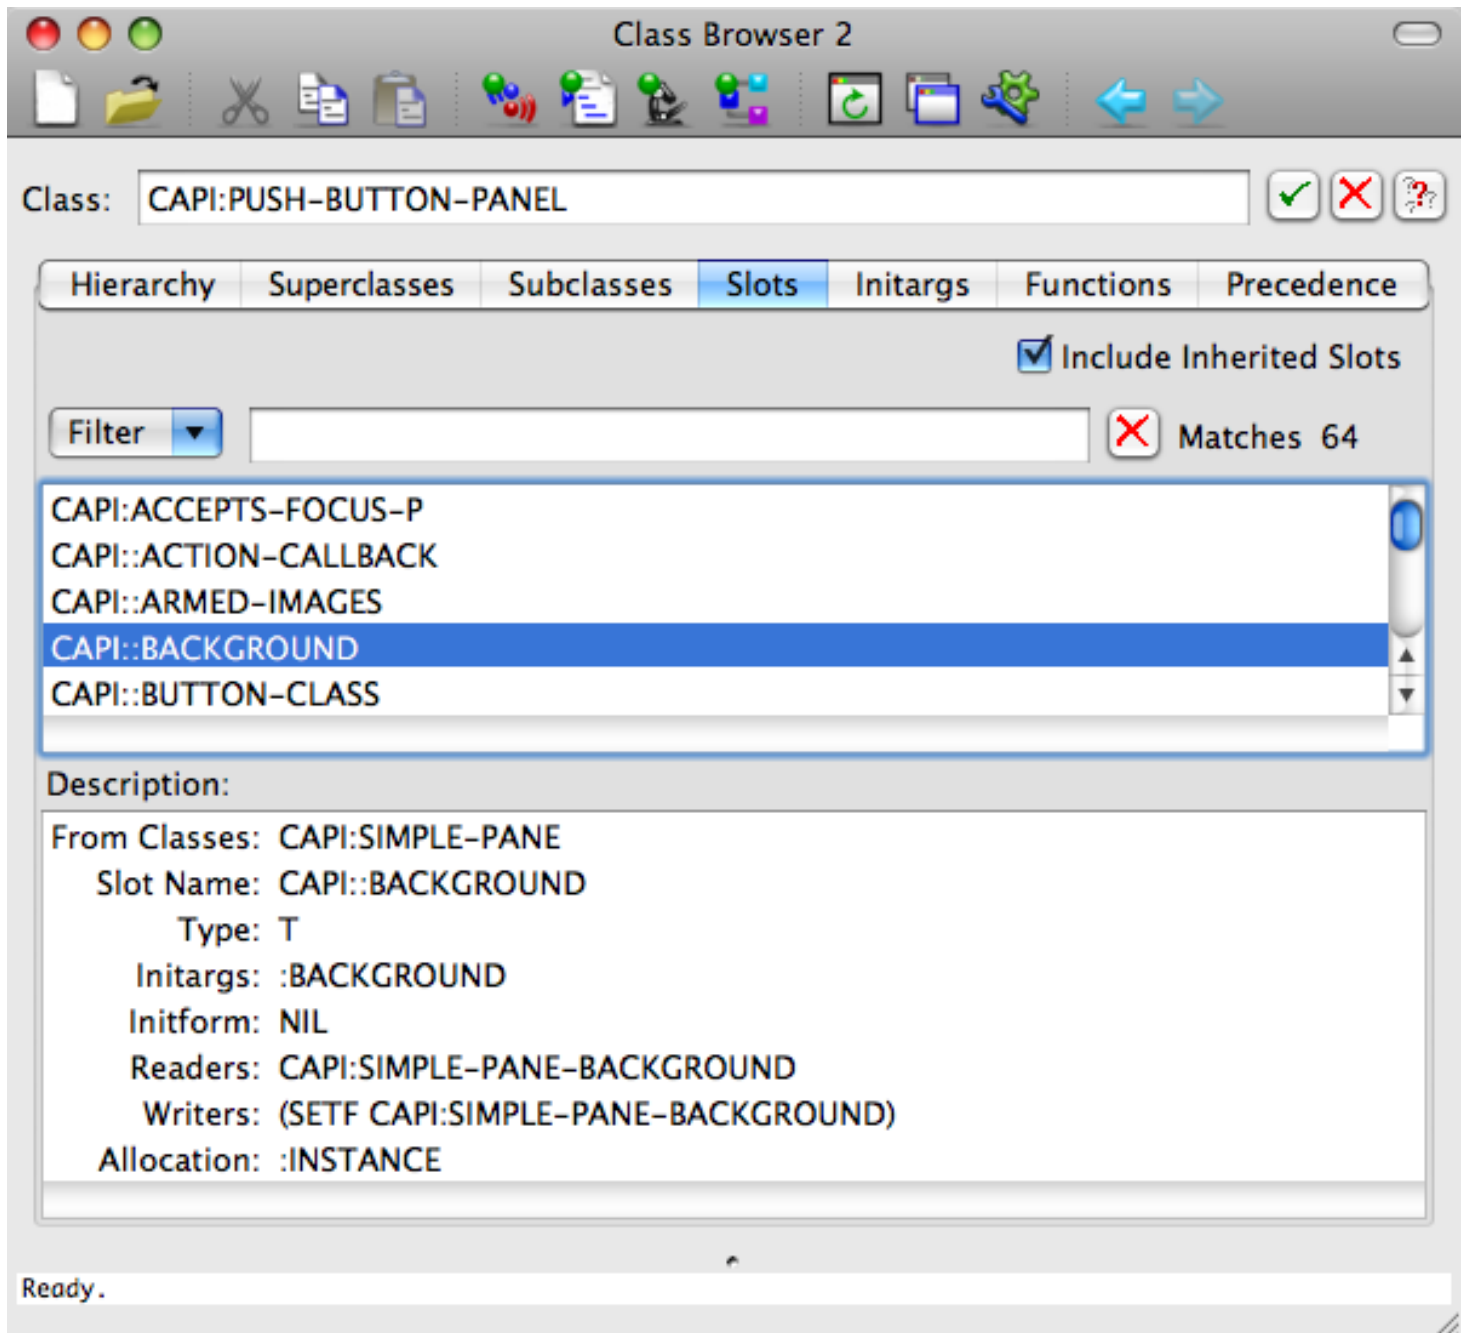 Class Browser 2
Class: CAPI:PUSH-BUTTON-PANEL
Hierarchy Superclasses Subclasses Slots Initargs Functions Precedence
Include Inherited Slots
Filter Matches 64
CAPI:ACCEPTS-FOCUS-P
CAPI::ACTION-CALLBACK
CAPI::ARMED-IMAGES
CAPI::BACKGROUND
CAPI::BUTTON-CLASS
Description:
From Classes: CAPI:SIMPLE-PANE
Slot Name: CAPI::BACKGROUND
Type: T
Initargs: :BACKGROUND
Initform: NIL
Readers: CAPI:SIMPLE-PANE-BACKGROUND
Writers: (SETF CAPI:SIMPLE-PANE-BACKGROUND)
Allocation: :INSTANCE
Ready.